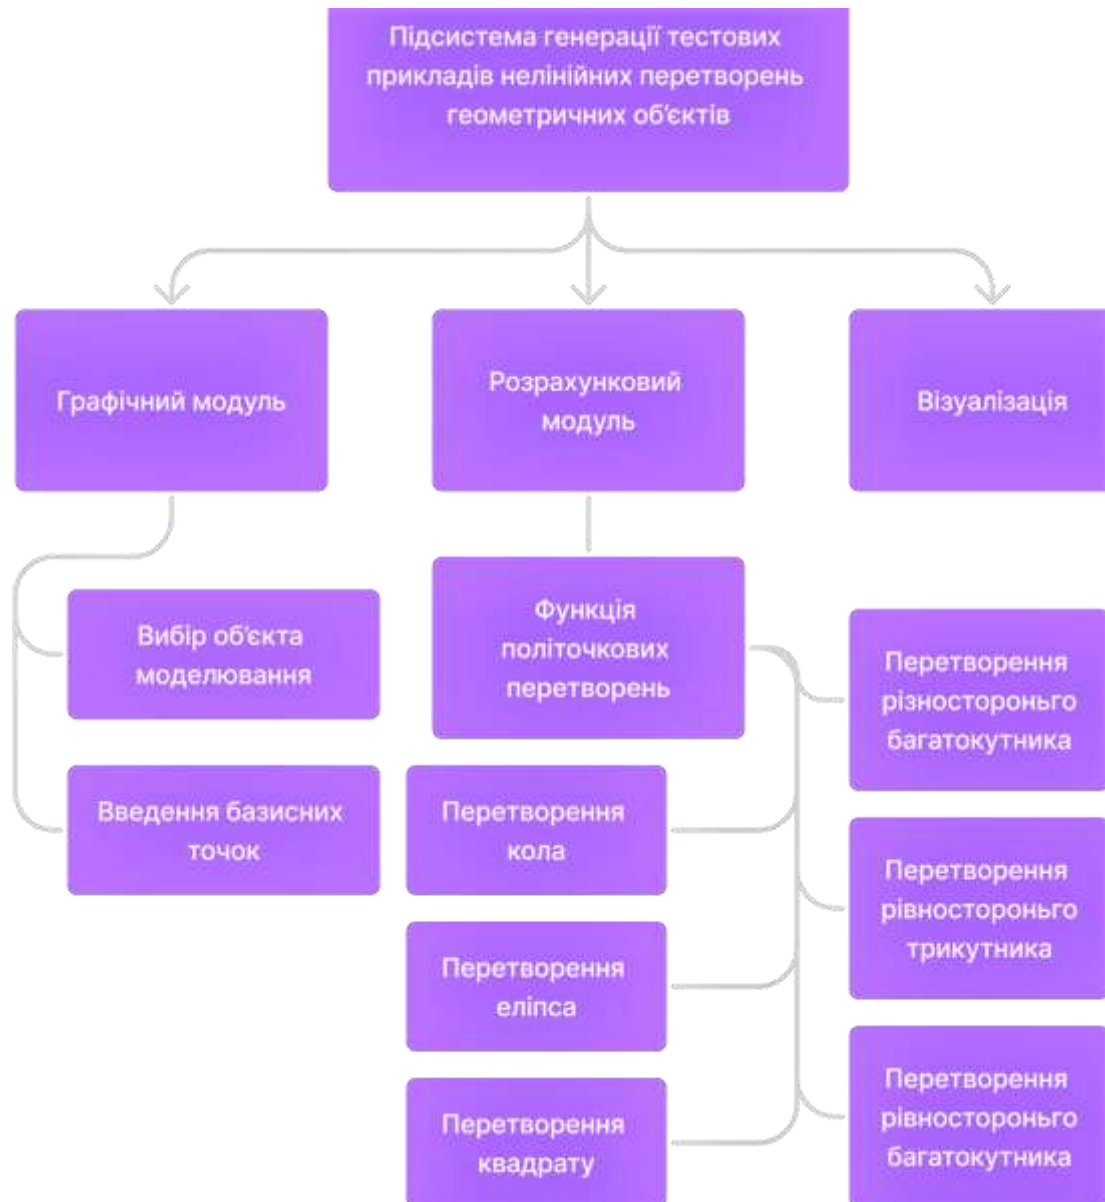 Підсистема генерації тестових
прикладів нелінійних перетворень
геометричних об'єктів
Графічний модуль
Розрахунковий
модуль
Візуалізація
Вибір об'єкта
моделювання
Введення базисних
точок
Функція
політочкових
перетворень
Перетворення
кола
Перетворення
еліпса
Перетворення
квадрату
Перетворення
різностороньго
багатокутника
Перетворення
рівностороньго
трикутника
Перетворення
рівностороньго
багатокутника